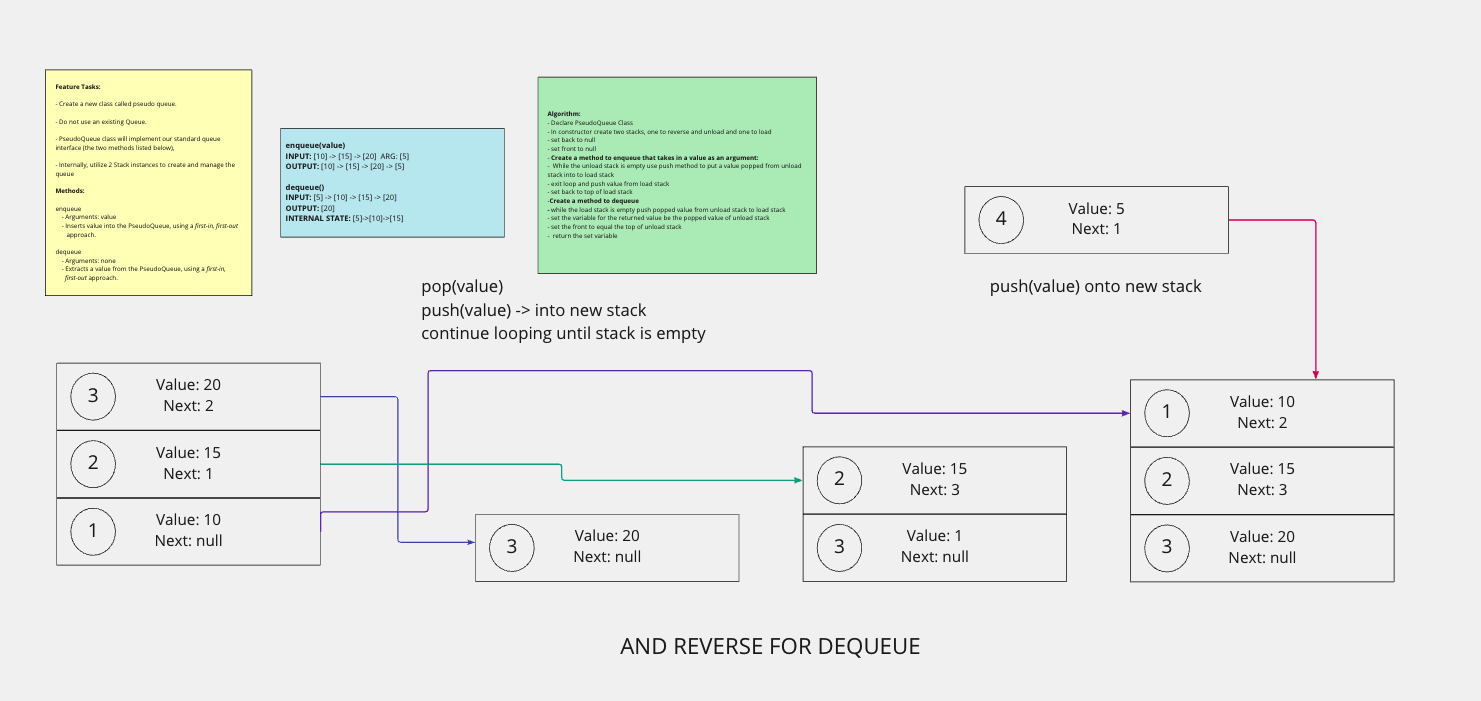 Feature Tasks:
- Create a new class called pseudo queue.
- Do not use an existing Queue.
- PseudoQueue class will implement our standard queue
interface (the two methods listed below),
- Internally, utilize 2 Stack instances to create and manage the
queue
Methods:
enqueue
- Arguments: value
- Inserts value into the PseudoQueue, using a first-in, first-out
approach.
dequeue
- Arguments: none
- Extracts a value from the PseudoQueue, using a first-in,
first-out approach.
enqueue(value)
INPUT: [10] -> [15] -> [20] ARG: [5]
OUTPUT: [10] -> [15] -> [20] -> [5]
dequeue()
INPUT: [5] -> [10] -> [15] -> [20]
OUTPUT: [20]
INTERNAL STATE: [5]->[10]->[15]
Algorithm:
- Declare PseudoQueue Class
- In constructor create two stacks, one to reverse and unload and one to load
- set back to null
- set front to null
- Create a method to enqueue that takes in a value as an argument:
- While the unload stack is empty use push method to put a value popped from unload
stack into to load stack
- exit loop and push value from load stack
- set back to top of load stack
-Create a method to dequeue
- while the load stack is empty push popped value from unload stack to load stack
- set the variable for the returned value be the popped value of unload stack
- set the front to equal the top of unload stack
- return the set variable
pop(value)
push(value) -> into new stack
continue looping until stack is empty
4
Value: 5
Next: 1
push(value) onto new stack
3
Value: 20
Next: 2
2
Value: 15
Next: 1
1
Value: 10
Next: null
3
Value: 20
Next: null
2
Value: 15
Next: 3
3
Value: 1
Next: null
1
Value: 10
Next: 2
2
Value: 15
Next: 3
3
Value: 20
Next: null
AND REVERSE FOR DEQUEUE